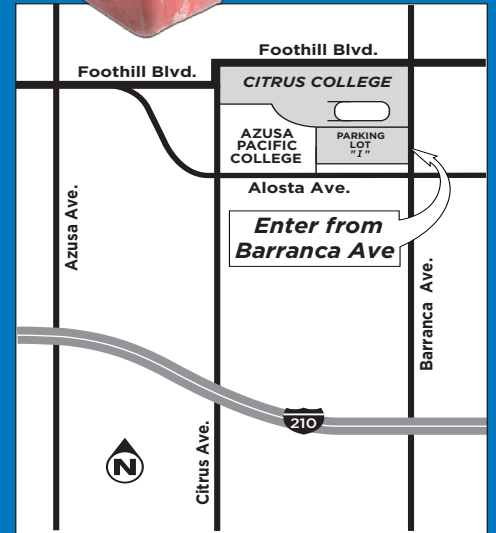 Foothill Blvd.
Foothill Blvd.
CITRUS COLLEGE
AZUSA
PACIFIC
COLLEGE
PARKING
LOT
"I"
Alosta Ave.
Enter from
Barranca Ave
Azusa Ave.
Barranca Ave.
210
Citrus Ave.
N